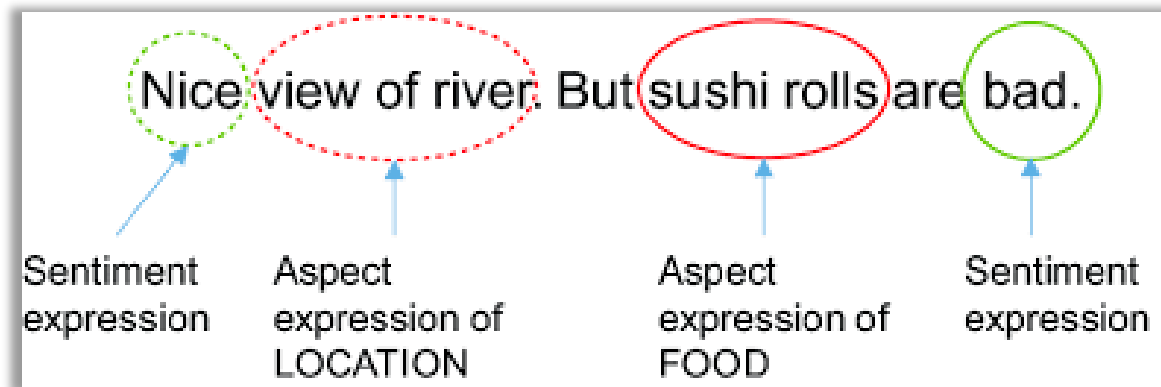 Nice view of river. But sushi rolls are bad.
Sentiment
expression
Aspect
expression of
LOCATION
Aspect
expression of
FOOD
Sentiment
expression